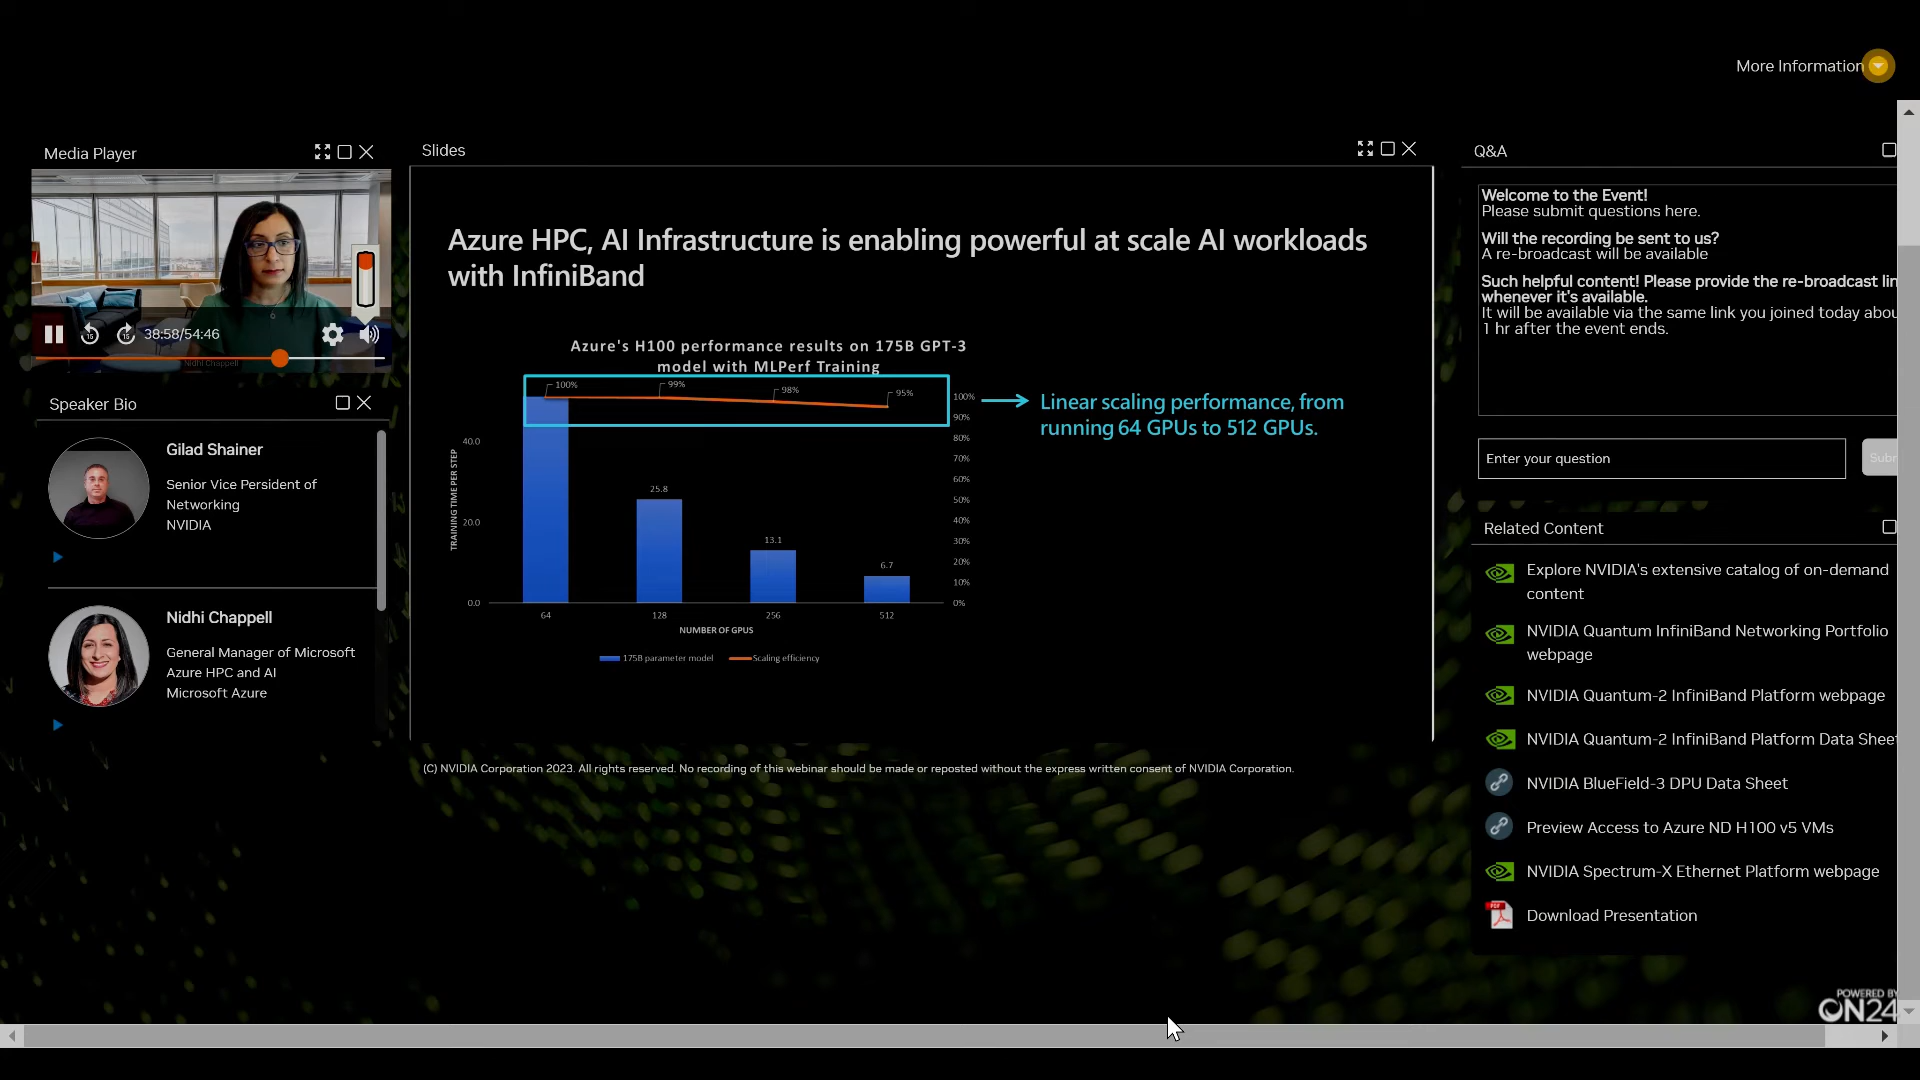 More Information
Media Player
38:58/54:46
Nidhi Chappell
Speaker Bio
Gilad Shainer
Senior Vice Persident of
Networking
NVIDIA
Nidhi Chappell
General Manager of Microsoft
Azure HPC and AI
Microsoft Azure
Slides
Azure HPC, AI Infrastructure is enabling powerful at scale AI workloads
with InfiniBand
Azure's H100 performance results on 175B GPT-3
model with MLPerf Training
100%
99%
98%
95%
100%
90%
80%
70%
60%
50%
40%
30%
20%
10%
0%
Linear scaling performance, from
running 64 GPUs to 512 GPUs.
TRAINING TIME PER STEP
40.0
20.0
0.0
25.8
13.1
6.7
64
128
256
512
NUMBER OF GPUS
175B parameter model
Scaling efficiency
(C) NVIDIA Corporation 2023. All rights reserved. No recording of this webinar should be made or reposted without the express written consent of NVIDIA Corporation.
Q&A
Welcome to the Event!
Please submit questions here.
Will the recording be sent to us?
A re-broadcast will be available
Such helpful content! Please provide the re-broadcast lin
whenever it's available.
It will be available via the same link you joined today abou
1 hr after the event ends.
Enter your question
Subr
Related Content
Explore NVIDIA's extensive catalog of on-demand
content
NVIDIA Quantum InfiniBand Networking Portfolio
webpage
NVIDIA Quantum-2 InfiniBand Platform webpage
NVIDIA Quantum-2 InfiniBand Platform Data Sheet
NVIDIA BlueField-3 DPU Data Sheet
Preview Access to Azure ND H100 v5 VMs
NVIDIA Spectrum-X Ethernet Platform webpage
PDF
Download Presentation
POWERED BY
ON24